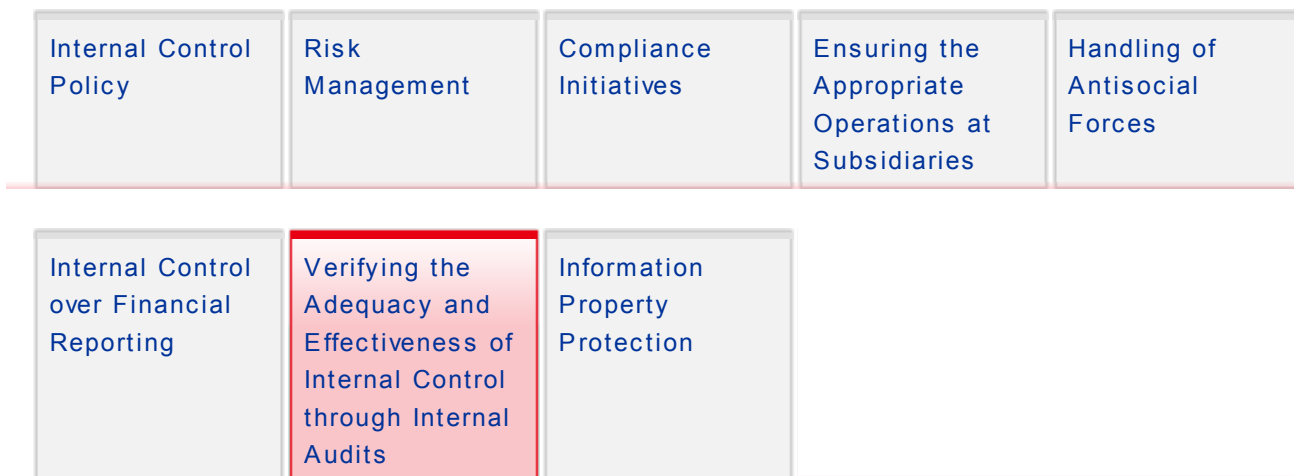 Internal Control
Policy
Risk
Management
Compliance
Initiatives
Ensuring the
Appropriate
Operations at
Subsidiaries
Handling of
Antisocial
Forces
Internal Control
over Financial
Reporting
Verifying the
Adequacy and
Effectiveness of
Internal Control
through Internal
Audits
Information
Property
Protection